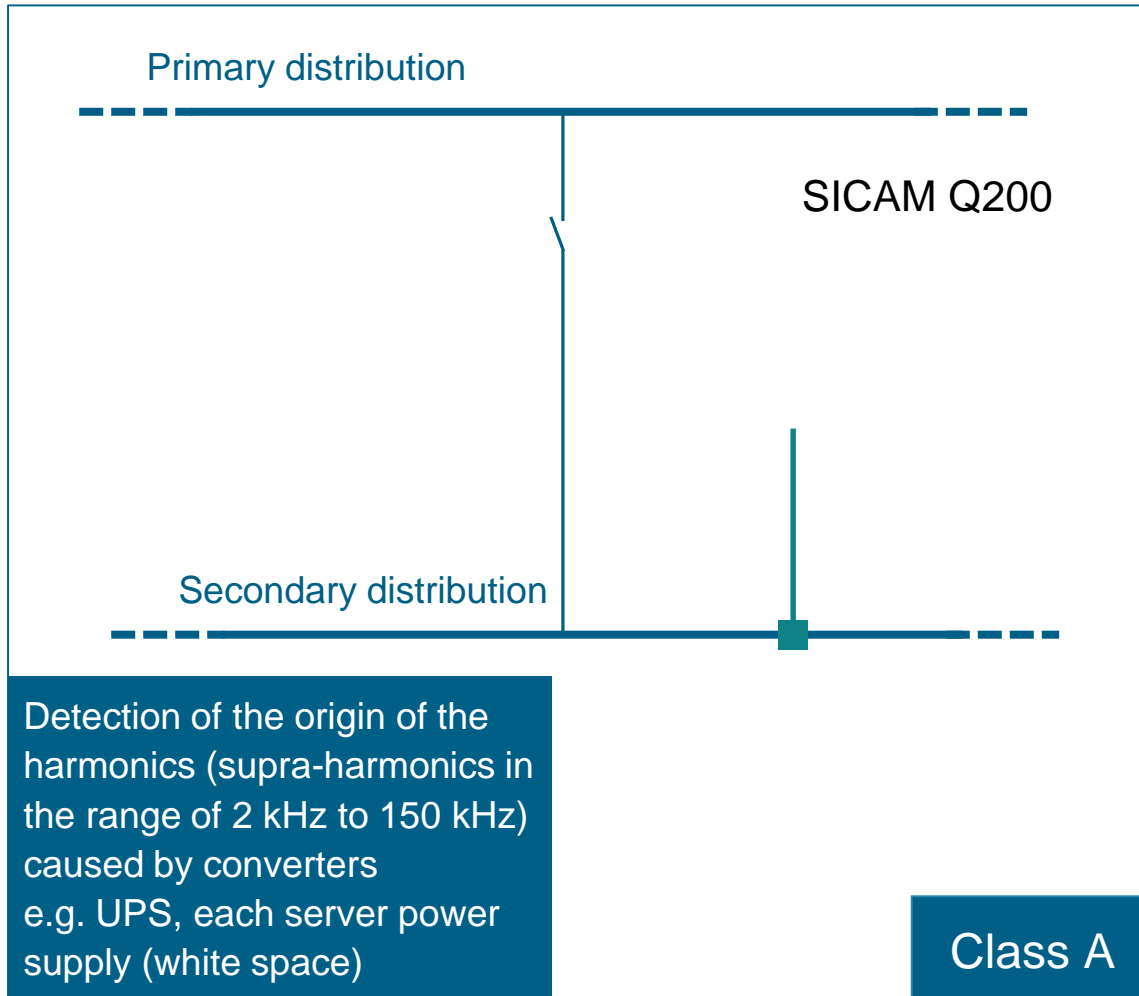 Primary distribution
SICAM Q200
Secondary distribution
Detection of the origin of the
harmonics (supra-harmonics in
the range of 2 kHz to 150 kHz)
caused by converters
e.g. UPS, each server power
supply (white space)
Class A